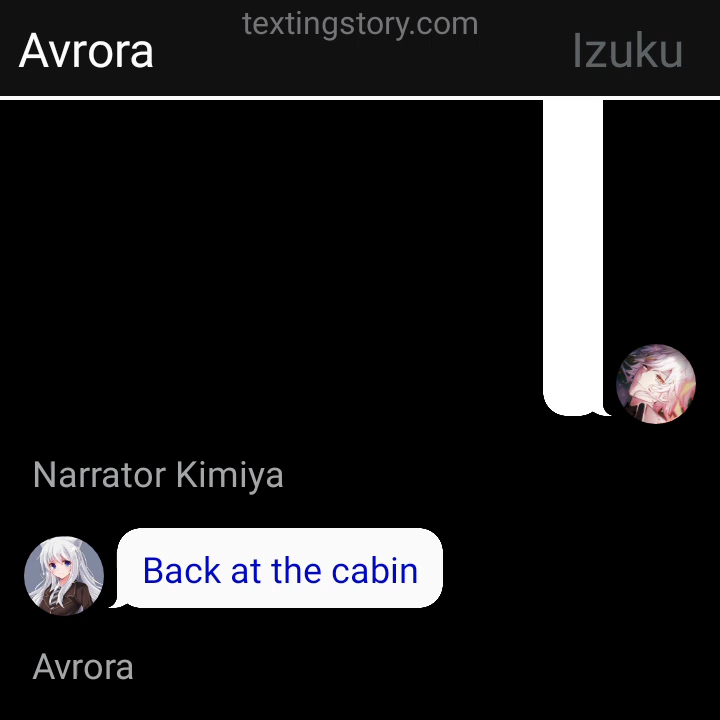 textingstory.com
Avrora
Izuku
Narrator Kimiya
Back at the cabin
Avrora